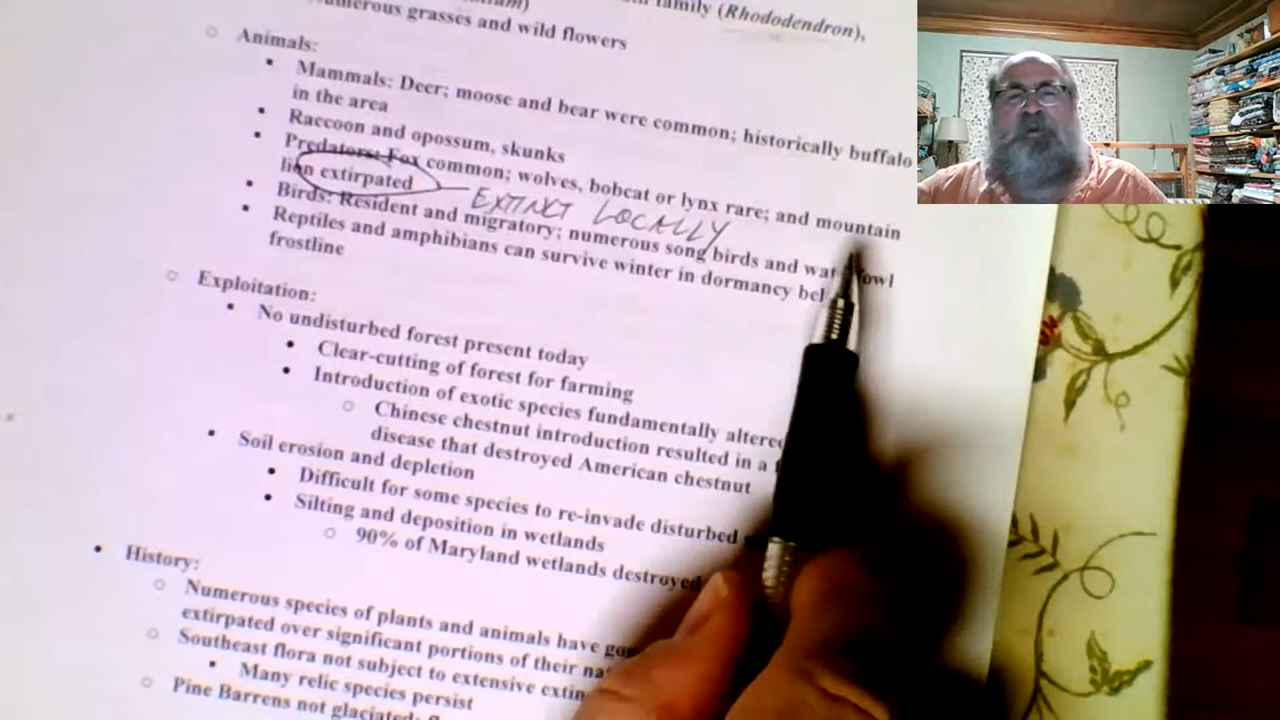 family (Rhododendron),
numerous grasses and wild flowers
Animals:
Mammals: Deer; moose and bear were common; historically buffalo
in the area
Raccoon and opossum, skunks
Predators: Fox common; wolves, bobcat or lynx rare; and mountain
lion extirpated
EXTINCT LOCALLY
Birds: Resident and migratory; numerous song birds and
Reptiles and amphibians can survive winter in dormancy
frostline
Exploitation:
No undisturbed forest present today
Clear-cutting of forest for farming
Introduction of exotic species fundamentally altered
Chinese chestnut introduction resulted in a
disease that destroyed American chestnut
Soil erosion and depletion
Difficult for some species to re-invade disturbed
Silting and deposition in wetlands
90% of Maryland wetlands destroyed
History:
Numerous species of plants and animals have
extirpated over significant portions of their
Southeast flora not subject to extensive
Many relic species persist
Pine Barrens not glaciated;